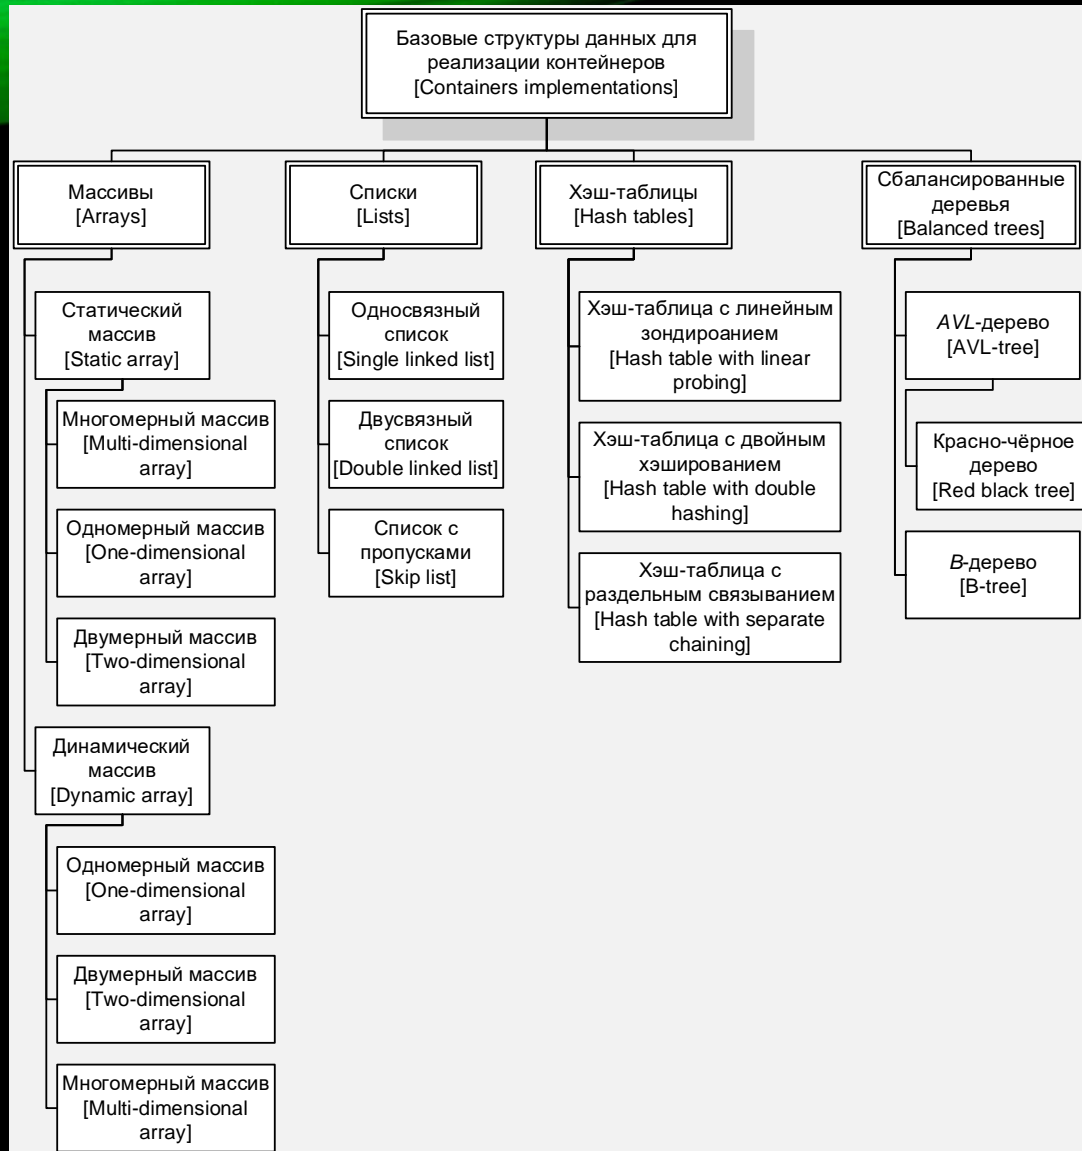 Базовые структуры данных для
реализации контейнеров
[Containers implementations]
Массивы
[Arrays]
Статический
массив
[Static array]
Многомерный массив
[Multi-dimensional
array]
Одномерный массив
[One-dimensional
array]
Двумерный массив
[Two-dimensional
array]
Динамический
массив
[Dynamic array]
Одномерный массив
[One-dimensional
array]
Двумерный массив
[Two-dimensional
array]
Многомерный массив
[Multi-dimensional
array]
Списки
[Lists]
Односвязный
список
[Single linked list]
Двусвязный
список
[Double linked list]
Список с
пропусками
[Skip list]
Хэш-таблицы
[Hash tables]
Хэш-таблица с линейным
зондироанием
[Hash table with linear
probing]
Хэш-таблица с двойным
хэшированием
[Hash table with double
hashing]
Хэш-таблица с
раздельным связыванием
[Hash table with separate
chaining]
Сбалансированные
деревья
[Balanced trees]
AVL-дерево
[AVL-tree]
Красно-чёрное
дерево
[Red black tree]
B-дерево
[B-tree]